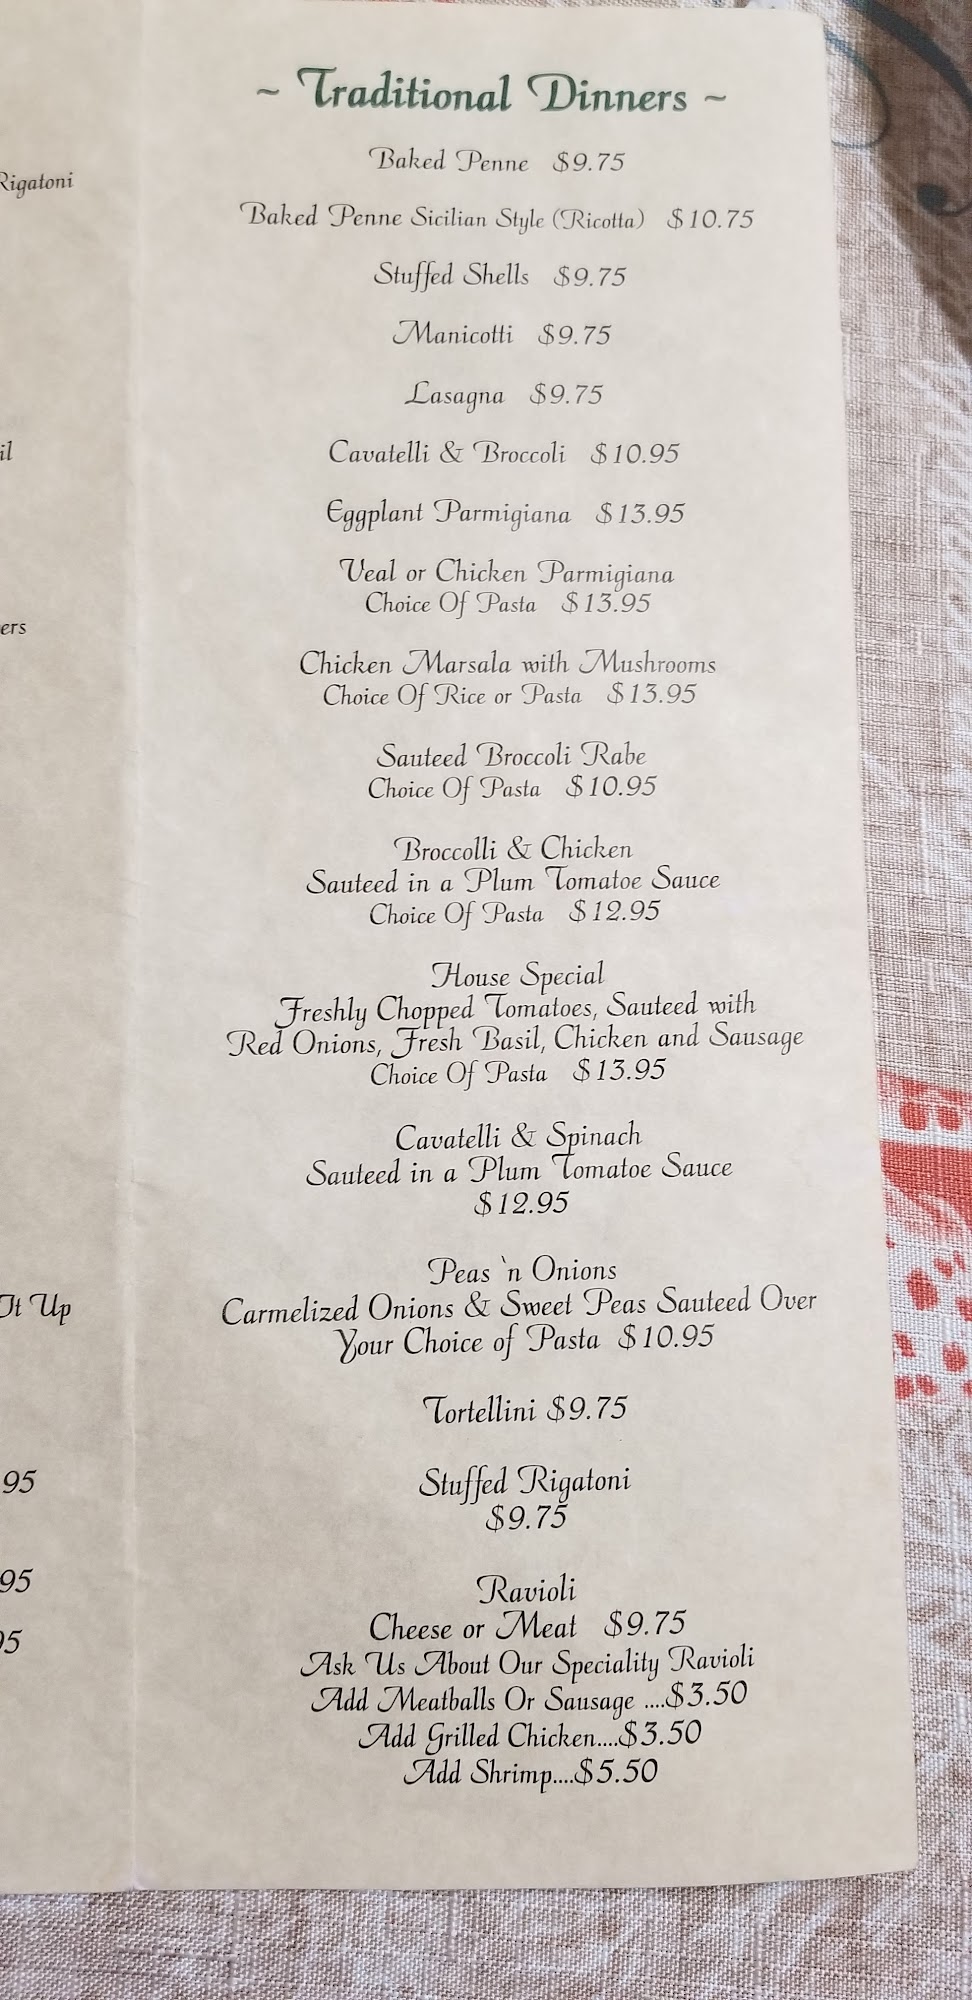 ~ Traditional Dinners ~
Baked Penne $9.75
Rigatoni
Baked Penne Sicilian Style (Ricotta) $10.75
Stuffed Shells $9.75
Manicotti $9.75
Lasagna $9.75
Cavatelli & Broccoli $10.95
il
Eggplant Parmigiana $13.95
Veal or Chicken Parmigiana
Choice Of Pasta $13.95
ers
Chicken Marsala with Mushrooms
Choice Of Rice or Pasta $13.95
Sauteed Broccoli Rabe
Choice Of Pasta $10.95
Broccolli & Chicken
Sauteed in a Plum Tomatoe Sauce
Choice Of Pasta $12.95
House Special
Freshly Chopped Tomatoes, Sauteed with
Red Onions, Fresh Basil, Chicken and Sausage
Choice Of Pasta $13.95
Cavatelli & Spinach
Sauteed in a Plum Tomatoe Sauce
$12.95
Peas 'n Onions
Carmelized Onions & Sweet Peas Sauteed Over
It Up
Your Choice of Pasta $10.95
Tortellini $9.75
Stuffed Rigatoni
95
$9.75
95
Ravioli
Cheese or Meat $9.75
95
Ask Us About Our Speciality Ravioli
Add Meatballs Or Sausage ....$3.50
Add Grilled Chicken....$3.50
Add Shrimp....$5.50